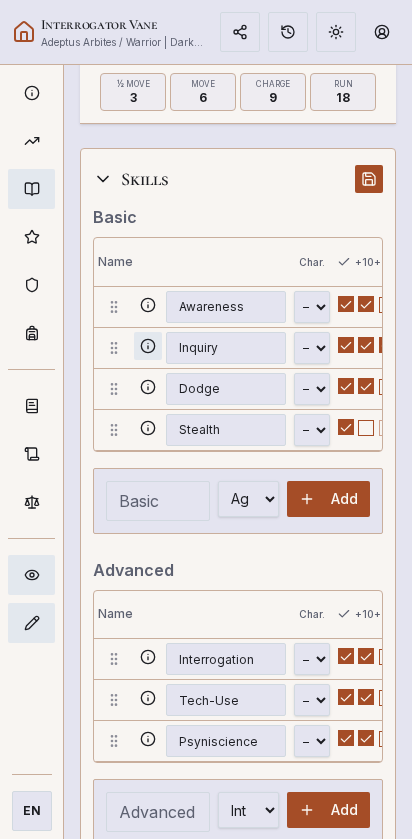 Interrogator Vane
Adeptus Arbites / Warrior | Dark...
½ MOVE
3
MOVE
6
CHARGE
9
RUN
18
Skills
Basic
Name Char. +10 +
Awareness –
Inquiry –
Dodge –
Stealth –
Basic Ag Add
Advanced
Name Char. +10 +
Interrogation –
Tech-Use –
Psyniscience –
Advanced Int Add
EN